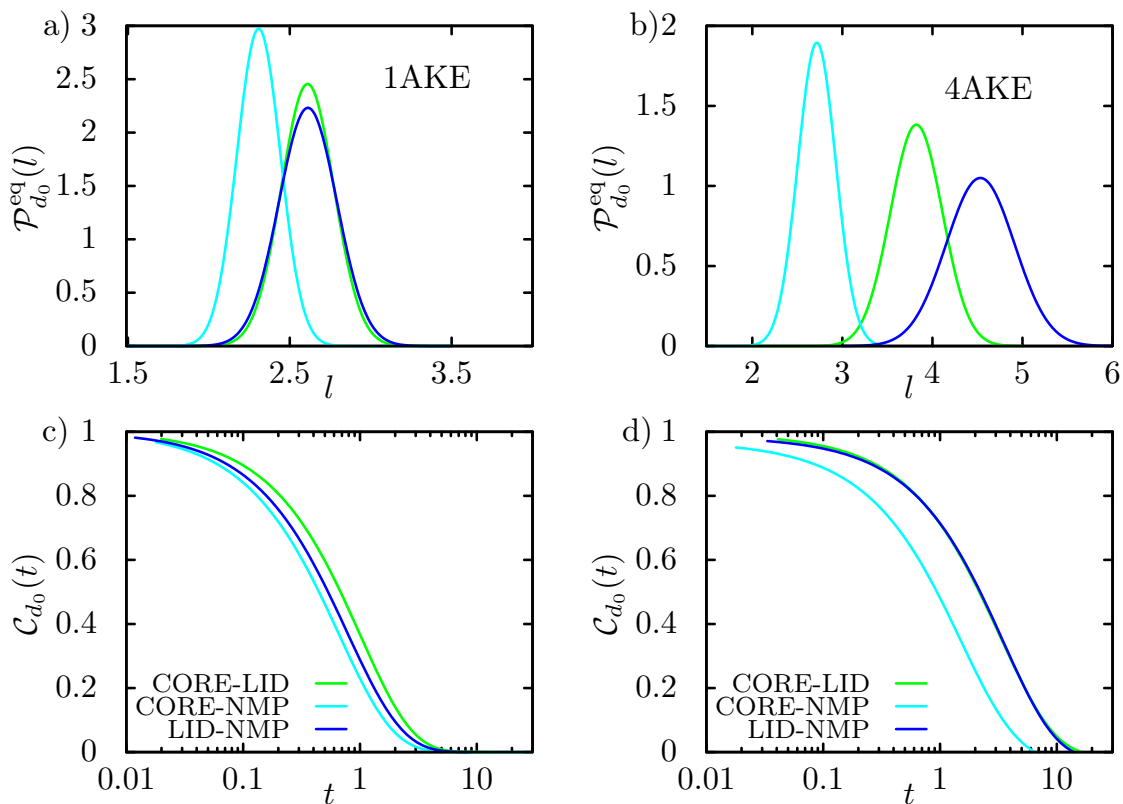 a)
1AKE
3
2.5
2
1.5
1
0.5
0
𝒫^eq_d₀(l)
1.5 2.5 3.5
l
b)
4AKE
2
1.5
1
0.5
0
𝒫^eq_d₀(l)
2 3 4 5 6
l
c)
1
0.8
0.6
0.4
0.2
0
𝒞_d₀(t)
CORE-LID
CORE-NMP
LID-NMP
0.01 0.1 1 10
t
d)
1
0.8
0.6
0.4
0.2
0
𝒞_d₀(t)
CORE-LID
CORE-NMP
LID-NMP
0.01 0.1 1 10
t